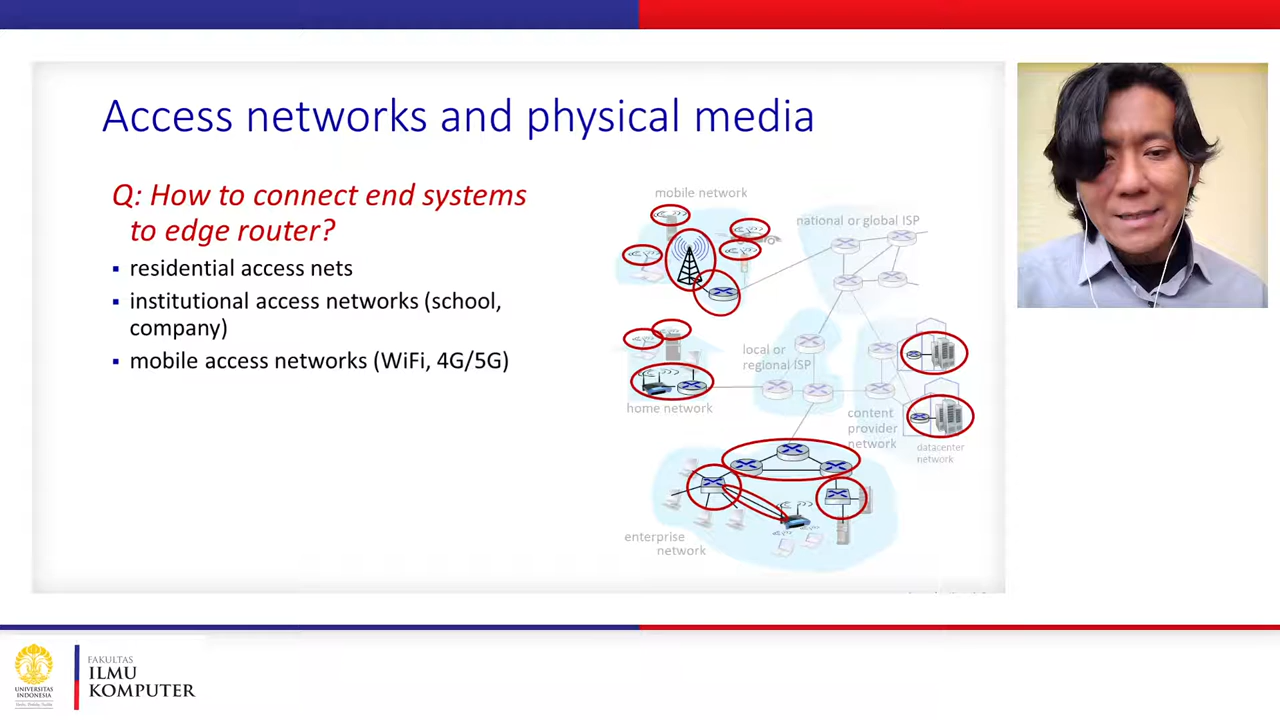 Access networks and physical media
Q: How to connect end systems
to edge router?
▪ residential access nets
▪ institutional access networks (school,
company)
▪ mobile access networks (WiFi, 4G/5G)
mobile network
national or global ISP
local or
regional ISP
home network
content
provider
network
datacenter
network
enterprise
network
UNIVERSITAS
INDONESIA
FAKULTAS
ILMU
KOMPUTER